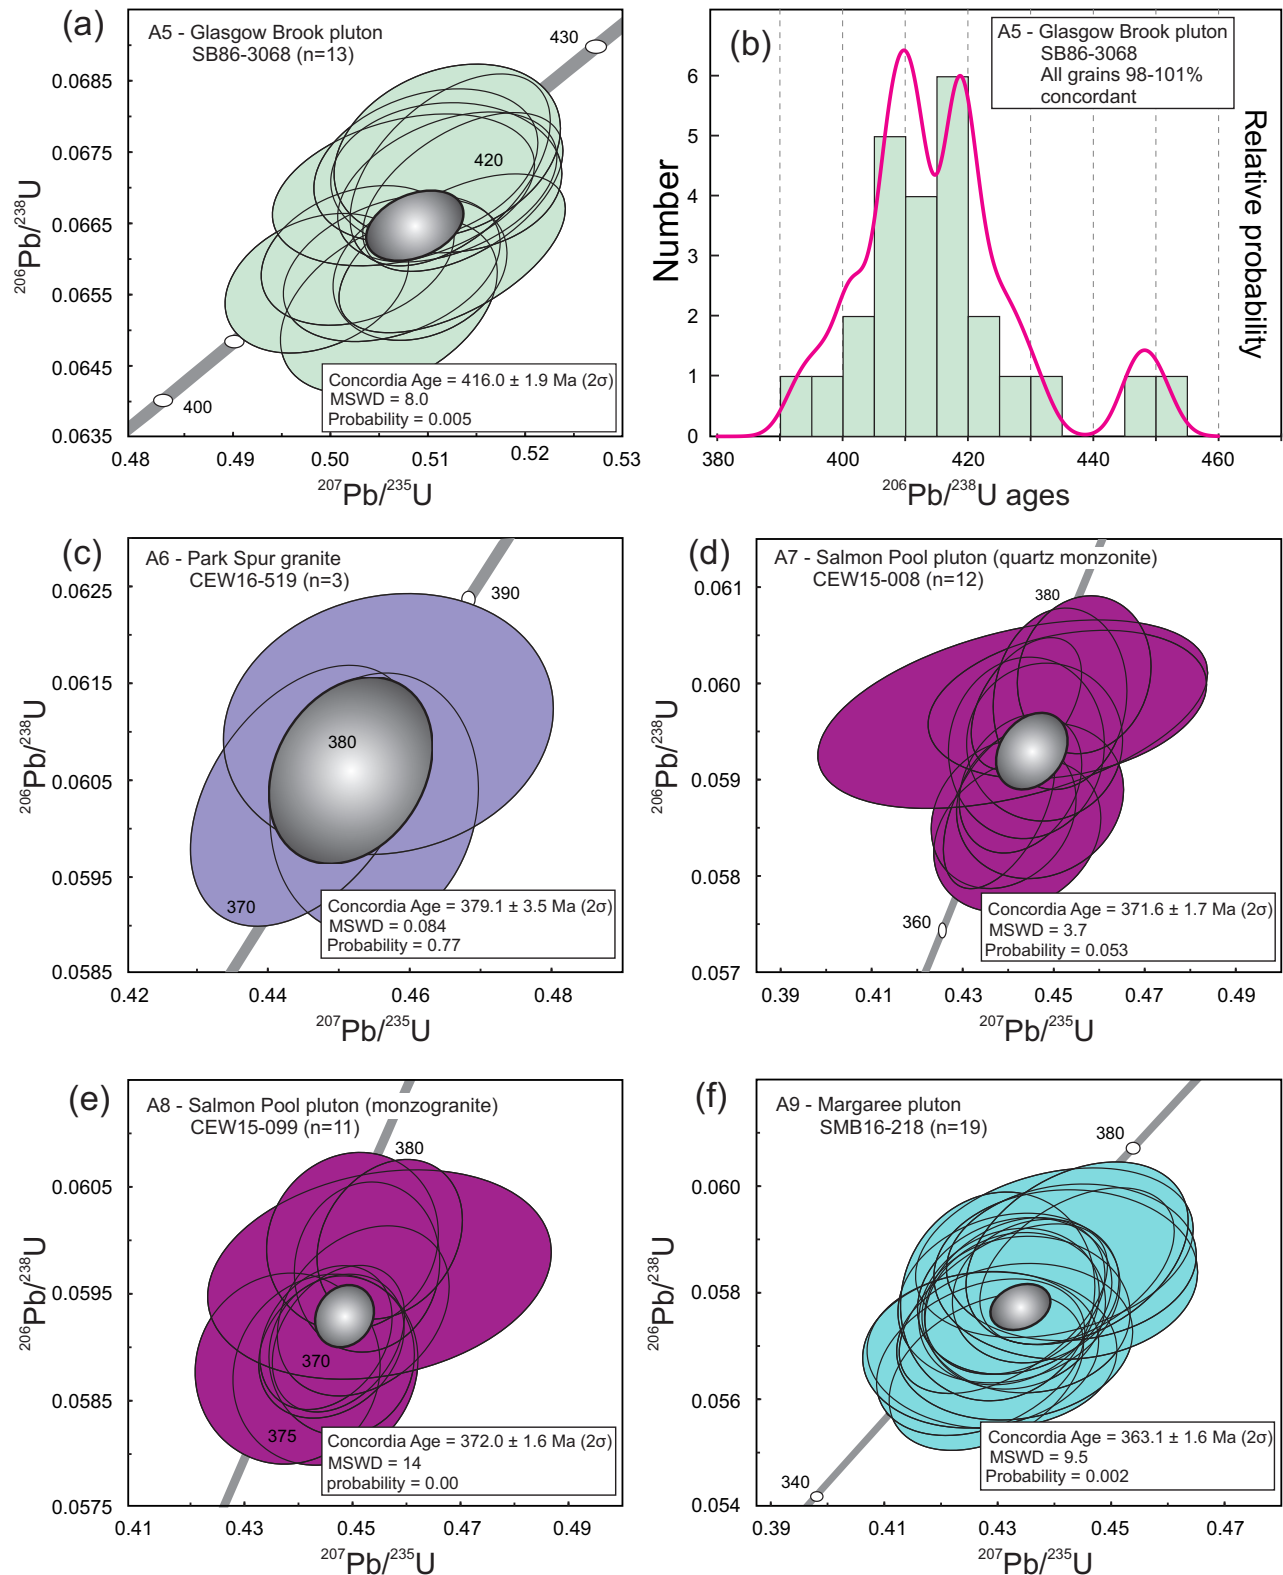 (a)
A5 - Glasgow Brook pluton
SB86-3068 (n=13)
430
420
400
0.0685
0.0675
0.0665
0.0655
0.0645
0.0635
206Pb/238U
Concordia Age = 416.0 ± 1.9 Ma (2σ)
MSWD = 8.0
Probability = 0.005
0.48
0.49
0.50
0.51
0.52
0.53
207Pb/235U
(b)
A5 - Glasgow Brook pluton
SB86-3068
All grains 98-101%
concordant
Number
6
5
4
3
2
1
0
Relative probability
380
400
420
440
460
206Pb/238U ages
(c)
A6 - Park Spur granite
CEW16-519 (n=3)
390
380
370
0.0625
0.0615
0.0605
0.0595
0.0585
206Pb/238U
Concordia Age = 379.1 ± 3.5 Ma (2σ)
MSWD = 0.084
Probability = 0.77
0.42
0.44
0.46
0.48
207Pb/235U
(d)
A7 - Salmon Pool pluton (quartz monzonite)
CEW15-008 (n=12)
380
360
0.061
0.060
0.059
0.058
0.057
206Pb/238U
Concordia Age = 371.6 ± 1.7 Ma (2σ)
MSWD = 3.7
Probability = 0.053
0.39
0.41
0.43
0.45
0.47
0.49
207Pb/235U
(e)
A8 - Salmon Pool pluton (monzogranite)
CEW15-099 (n=11)
380
370
375
0.0605
0.0595
0.0585
0.0575
206Pb/238U
Concordia Age = 372.0 ± 1.6 Ma (2σ)
MSWD = 14
probability = 0.00
0.41
0.43
0.45
0.47
0.49
207Pb/235U
(f)
A9 - Margaree pluton
SMB16-218 (n=19)
380
340
0.060
0.058
0.056
0.054
206Pb/238U
Concordia Age = 363.1 ± 1.6 Ma (2σ)
MSWD = 9.5
Probability = 0.002
0.39
0.41
0.43
0.45
0.47
207Pb/235U